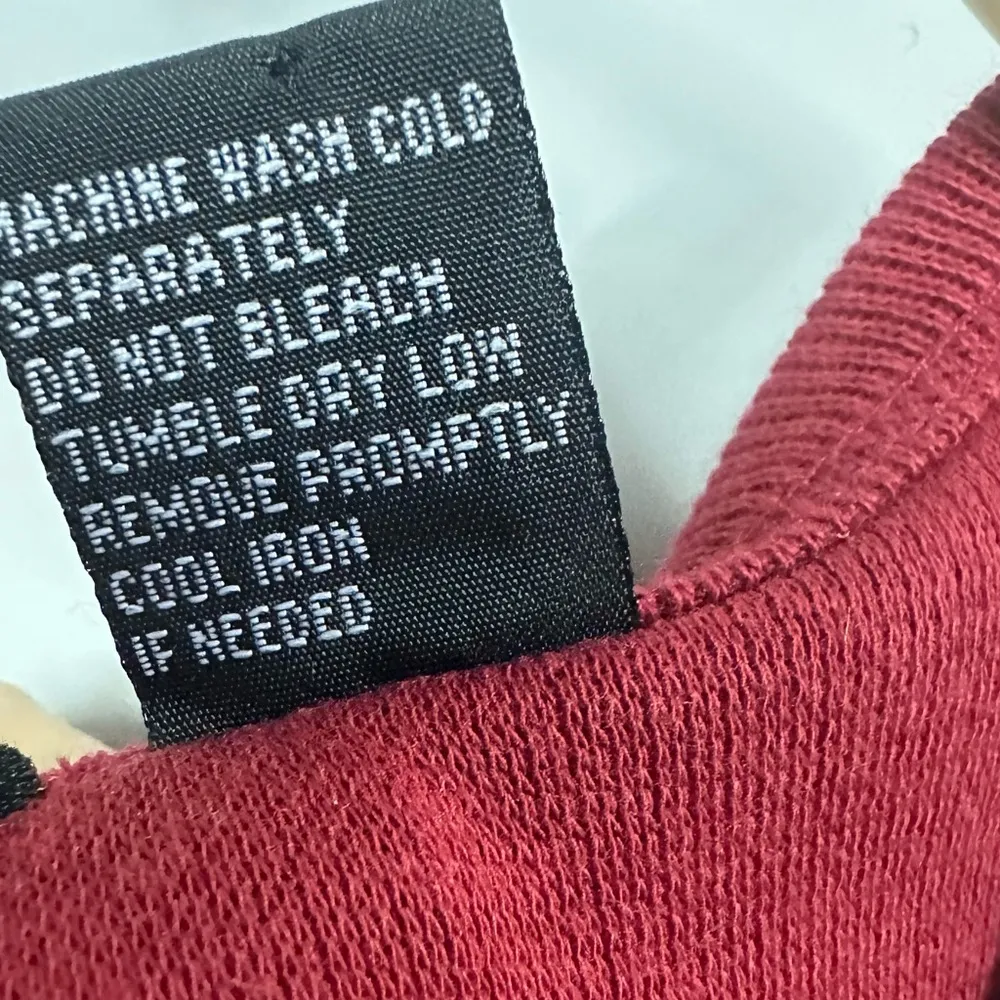 MACHINE WASH COLD
SEPARATELY
DO NOT BLEACH
TUMBLE DRY LOW
REMOVE PROMPTLY
COOL IRON
IF NEEDED